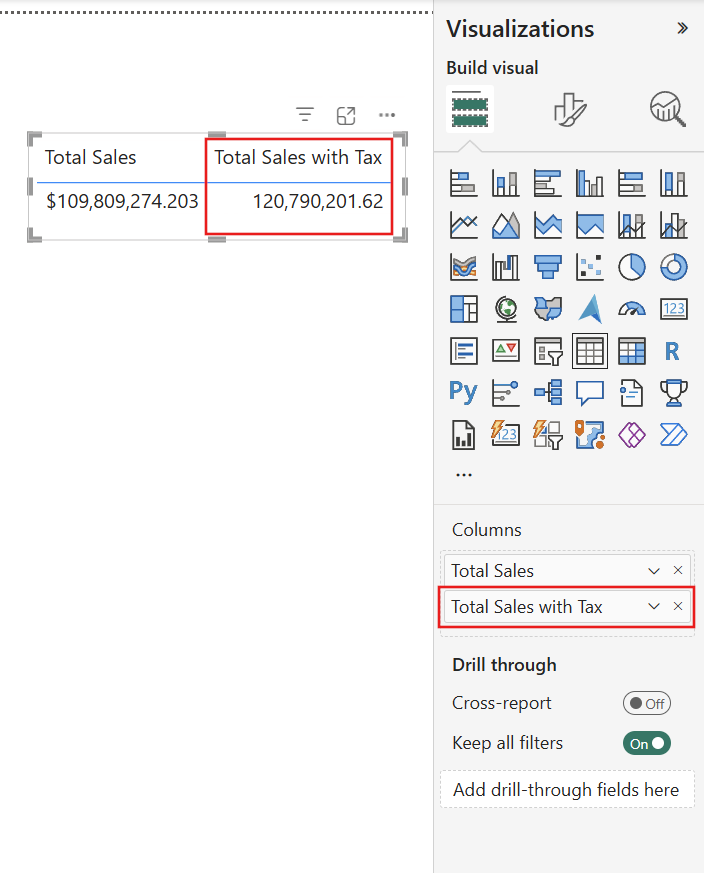 Visualizations
Build visual
Total Sales
Total Sales with Tax
$109,809,274.203
120,790,201.62
123
R
Py
123
...
Columns
Total Sales
Total Sales with Tax
Drill through
Cross-report
Off
Keep all filters
On
Add drill-through fields here